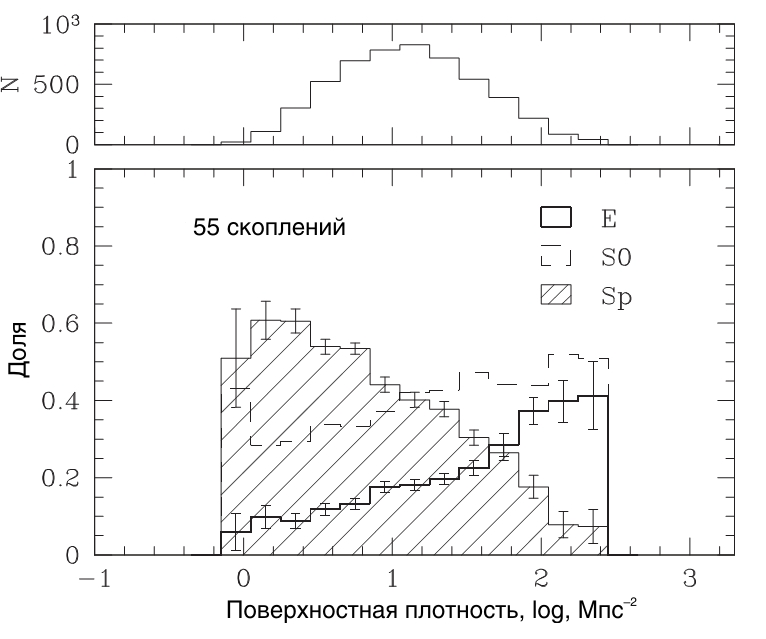 10³
N
500
0
1
55 скоплений
E
0.8
S0
Sp
0.6
Доля
0.4
0.2
0
−1 0 1 2 3
Поверхностная плотность, log, Мпс⁻²